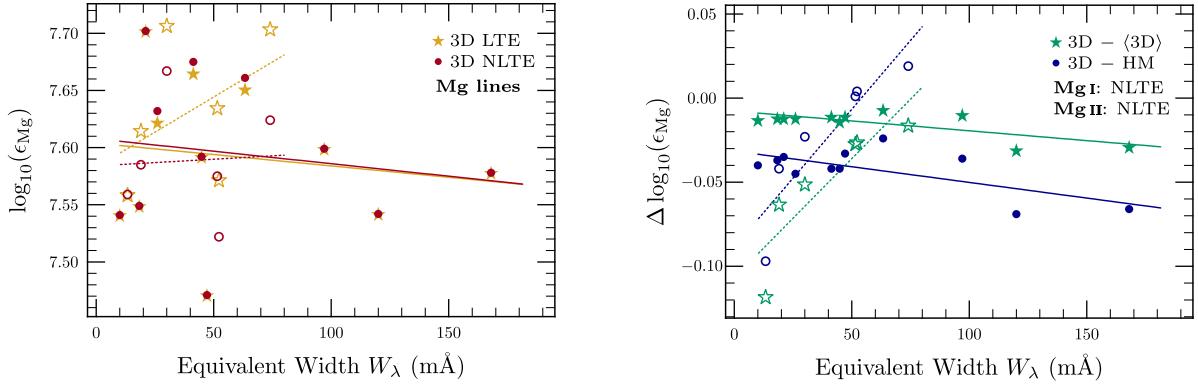 7.70
7.65
7.60
7.55
7.50
log₁₀(ϵMg)
3D LTE
3D NLTE
Mg lines
0
50
100
150
Equivalent Width Wλ (mÅ)
0.05
0.00
−0.05
−0.10
Δ log₁₀(ϵMg)
3D − ⟨3D⟩
3D − HM
Mg I: NLTE
Mg II: NLTE
0
50
100
150
Equivalent Width Wλ (mÅ)